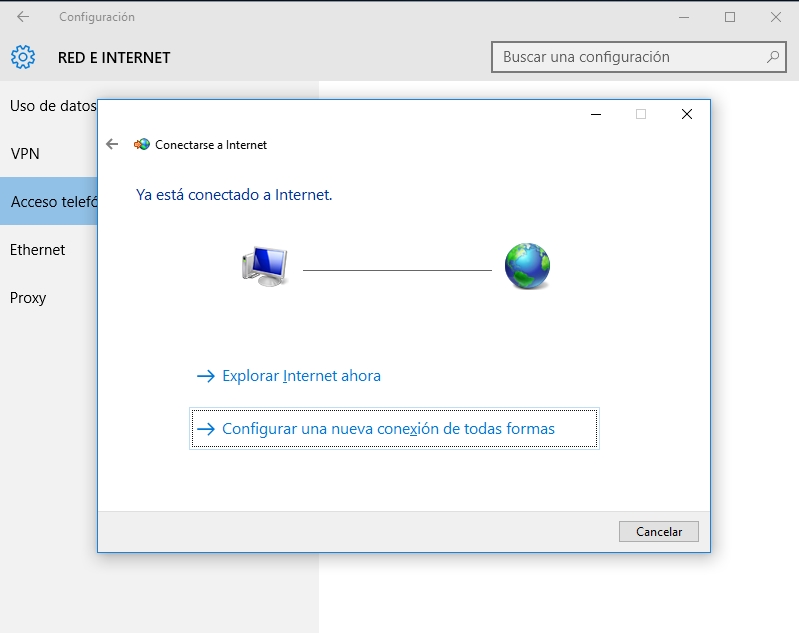 Configuración
RED E INTERNET
Buscar una configuración
Uso de datos
VPN
Acceso telefó
Ethernet
Proxy
Conectarse a Internet
Ya está conectado a Internet.
Explorar Internet ahora
Configurar una nueva conexión de todas formas
Cancelar